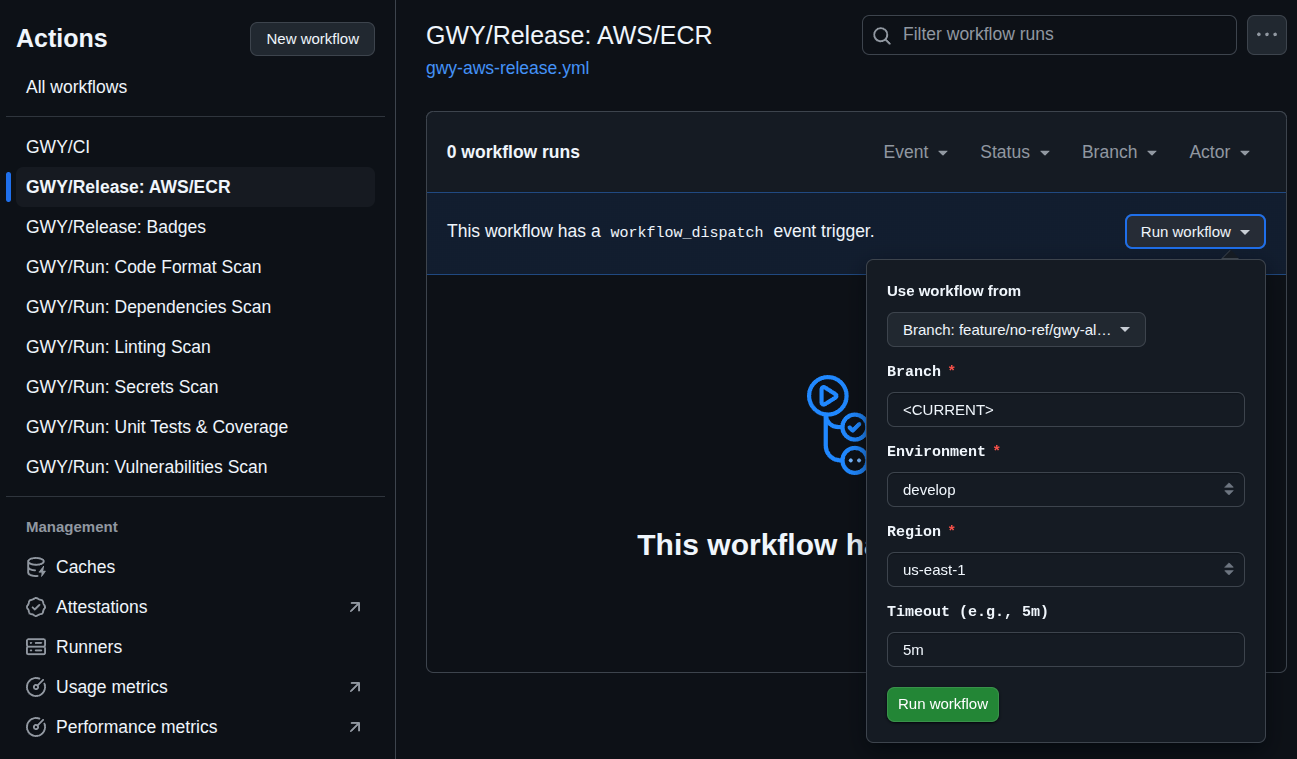 Actions
New workflow
All workflows
GWY/CI
GWY/Release: AWS/ECR
GWY/Release: Badges
GWY/Run: Code Format Scan
GWY/Run: Dependencies Scan
GWY/Run: Linting Scan
GWY/Run: Secrets Scan
GWY/Run: Unit Tests & Coverage
GWY/Run: Vulnerabilities Scan
Management
Caches
Attestations
Runners
Usage metrics
Performance metrics
GWY/Release: AWS/ECR
gwy-aws-release.yml
Filter workflow runs
0 workflow runs
Event
Status
Branch
Actor
This workflow has a workflow_dispatch event trigger.
Run workflow
This workflow
Use workflow from
Branch: feature/no-ref/gwy-al…
Branch *
<CURRENT>
Environment *
develop
Region *
us-east-1
Timeout (e.g., 5m)
5m
Run workflow